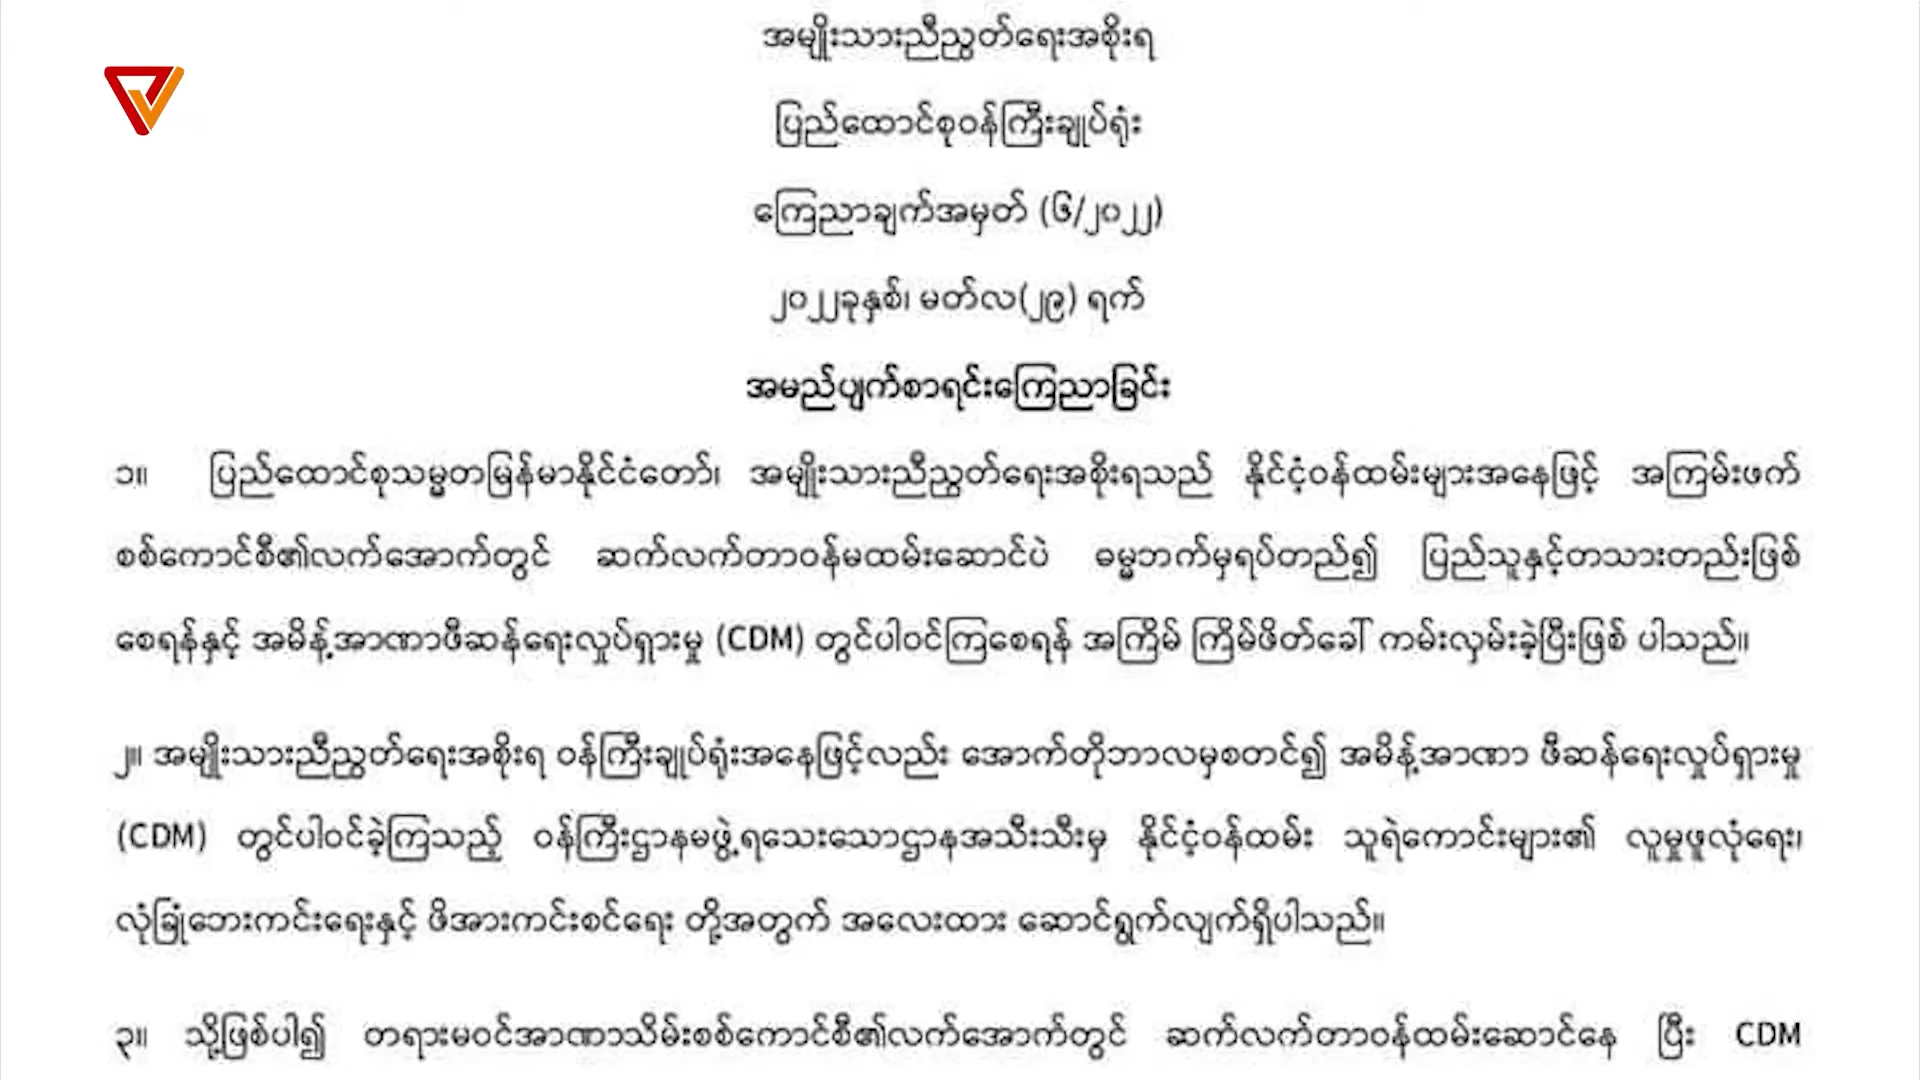 အမျိုးသားညီညွတ်ရေးအစိုးရ
ပြည်ထောင်စုဝန်ကြီးချုပ်ရုံး
ကြေညာချက်အမှတ် (၆/၂၀၂၂)
၂၀၂၂ခုနှစ်၊ မတ်လ(၂၉) ရက်
အမည်ပျက်စာရင်းကြေညာခြင်း
၁။ ပြည်ထောင်စုသမ္မတမြန်မာနိုင်ငံတော်၊ အမျိုးသားညီညွတ်ရေးအစိုးရသည် နိုင်ငံ့ဝန်ထမ်းများအနေဖြင့် အကြမ်းဖက်
စစ်ကောင်စီ၏လက်အောက်တွင် ဆက်လက်တာဝန်မထမ်းဆောင်ပဲ ဓမ္မဘက်မှရပ်တည်၍ ပြည်သူနှင့်တသားတည်းဖြစ်
စေရန်နှင့် အမိန့်အာဏာဖီဆန်ရေးလှုပ်ရှားမှု (CDM) တွင်ပါဝင်ကြစေရန် အကြိမ် ကြိမ်ဖိတ်ခေါ် ကမ်းလှမ်းခဲ့ပြီးဖြစ် ပါသည်။
၂။ အမျိုးသားညီညွတ်ရေးအစိုးရ ဝန်ကြီးချုပ်ရုံးအနေဖြင့်လည်း အောက်တိုဘာလမှစတင်၍ အမိန့်အာဏာ ဖီဆန်ရေးလှုပ်ရှားမှု
(CDM) တွင်ပါဝင်ခဲ့ကြသည့် ဝန်ကြီးဌာနမဖွဲ့ရသေးသောဌာနအသီးသီးမှ နိုင်ငံ့ဝန်ထမ်း သူရဲကောင်းများ၏ လူမှုဖူလုံရေး၊
လုံခြုံဘေးကင်းရေးနှင့် ဖိအားကင်းစင်ရေး တို့အတွက် အလေးထား ဆောင်ရွက်လျက်ရှိပါသည်။
၃။ သို့ဖြစ်ပါ၍ တရားမဝင်အာဏာသိမ်းစစ်ကောင်စီ၏လက်အောက်တွင် ဆက်လက်တာဝန်ထမ်းဆောင်နေ ပြီး CDM